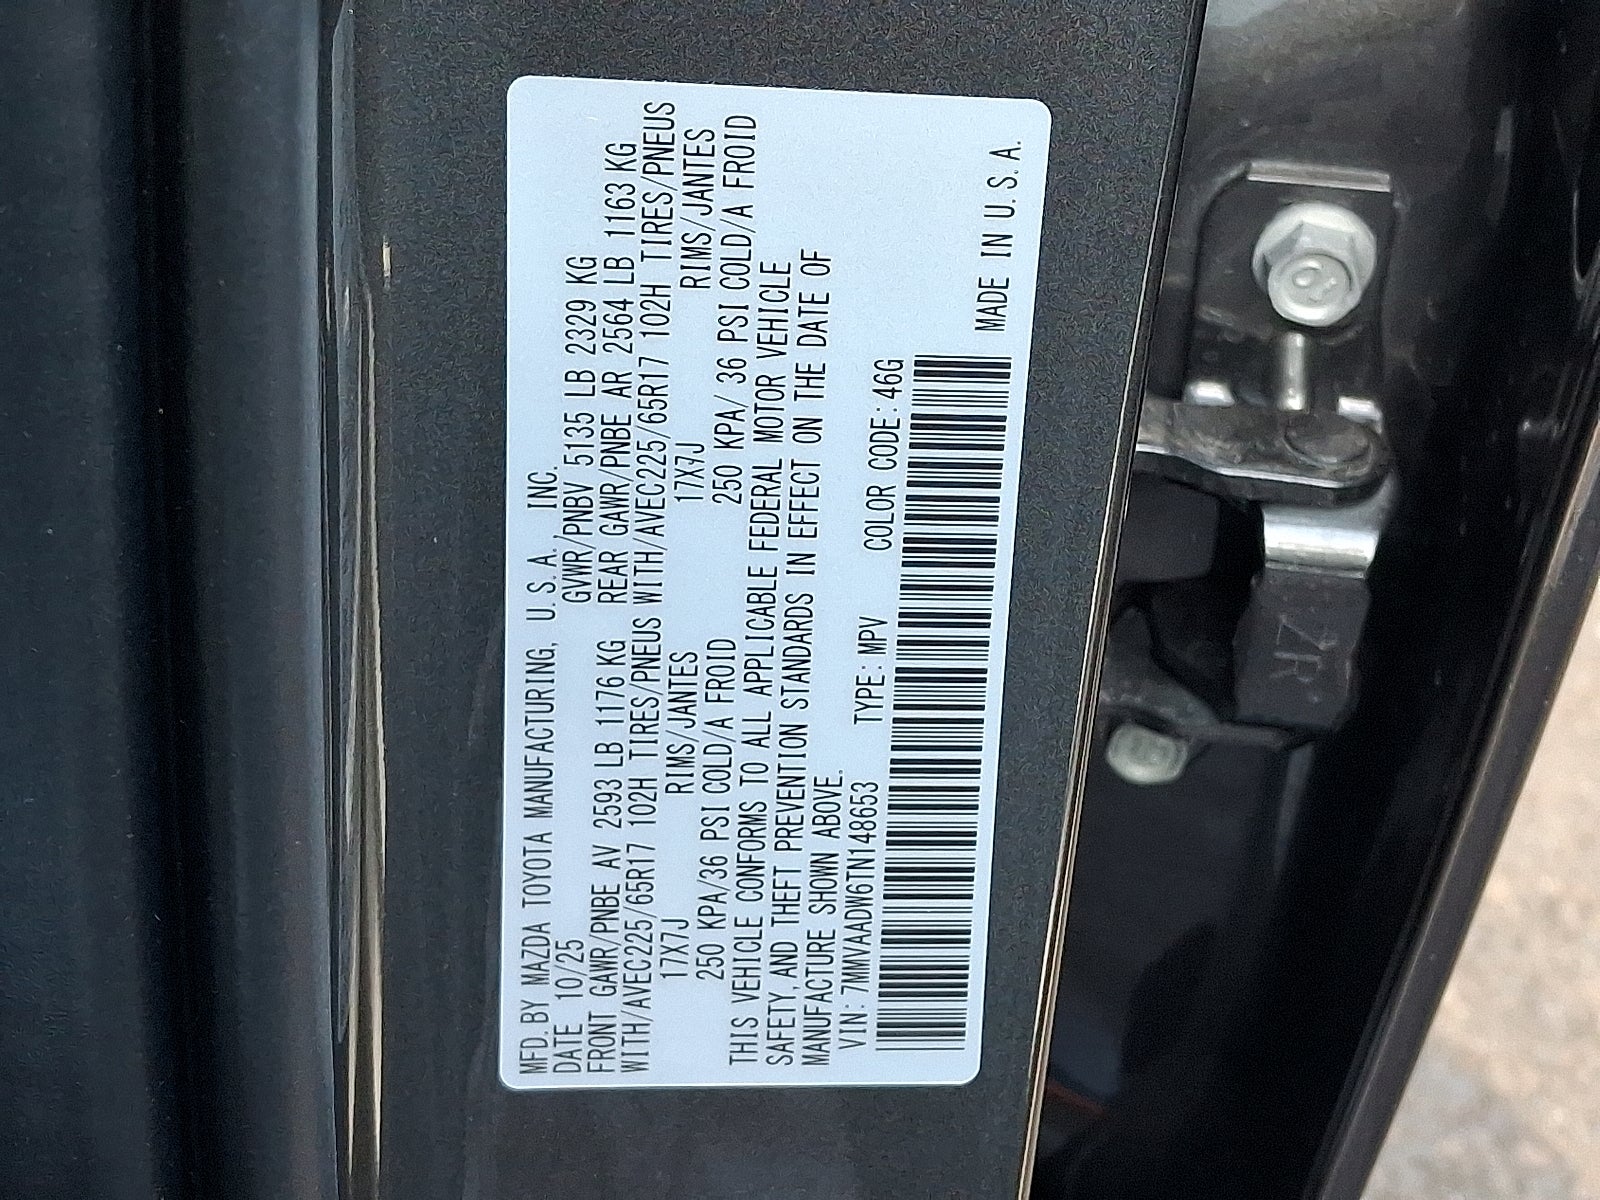 MFD. BY MAZDA TOYOTA MANUFACTURING, U. S. A. , INC.
DATE 10/25 GVWR/PNBV 5135 LB 2329 KG
FRONT GAWR/PNBE AV 2593 LB 1176 KG REAR GAWR/PNBE AR 2564 LB 1163 KG
WITH/AVEC225/65R17 102H TIRES/PNEUS WITH/AVEC225/65R17 102H TIRES/PNEUS
17X7J RIMS/JANTES 17X7J RIMS/JANTES
250 KPA/36 PSI COLD/A FROID 250 KPA/ 36 PSI COLD/A FROID
THIS VEHICLE CONFORMS TO ALL APPLICABLE FEDERAL MOTOR VEHICLE
SAFETY, AND THEFT PREVENTION STANDARDS IN EFFECT ON THE DATE OF
MANUFACTURE SHOWN ABOVE.
VIN: 7MMVAADW6TN148653 TYPE: MPV COLOR CODE: 46G
MADE IN U. S. A.
2R